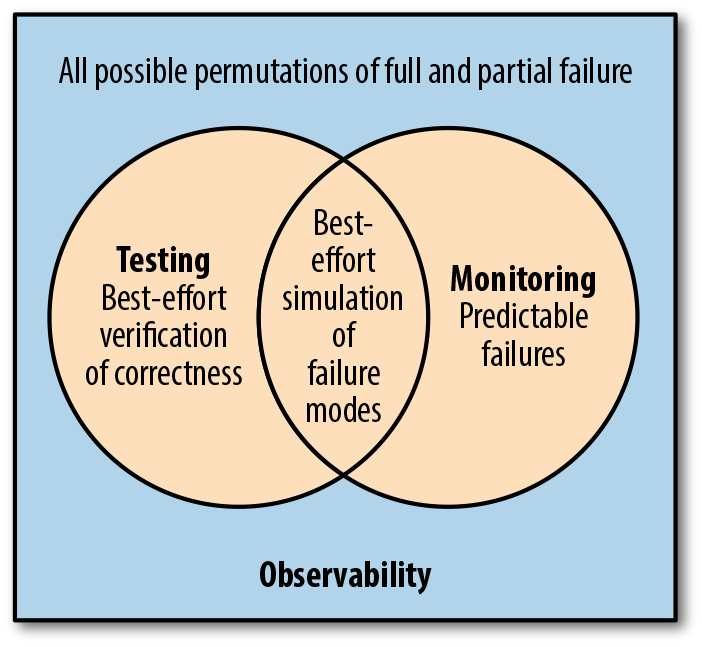 All possible permutations of full and partial failure
Testing
Best-effort
verification
of correctness
Best-
effort
simulation
of
failure
modes
Monitoring
Predictable
failures
Observability